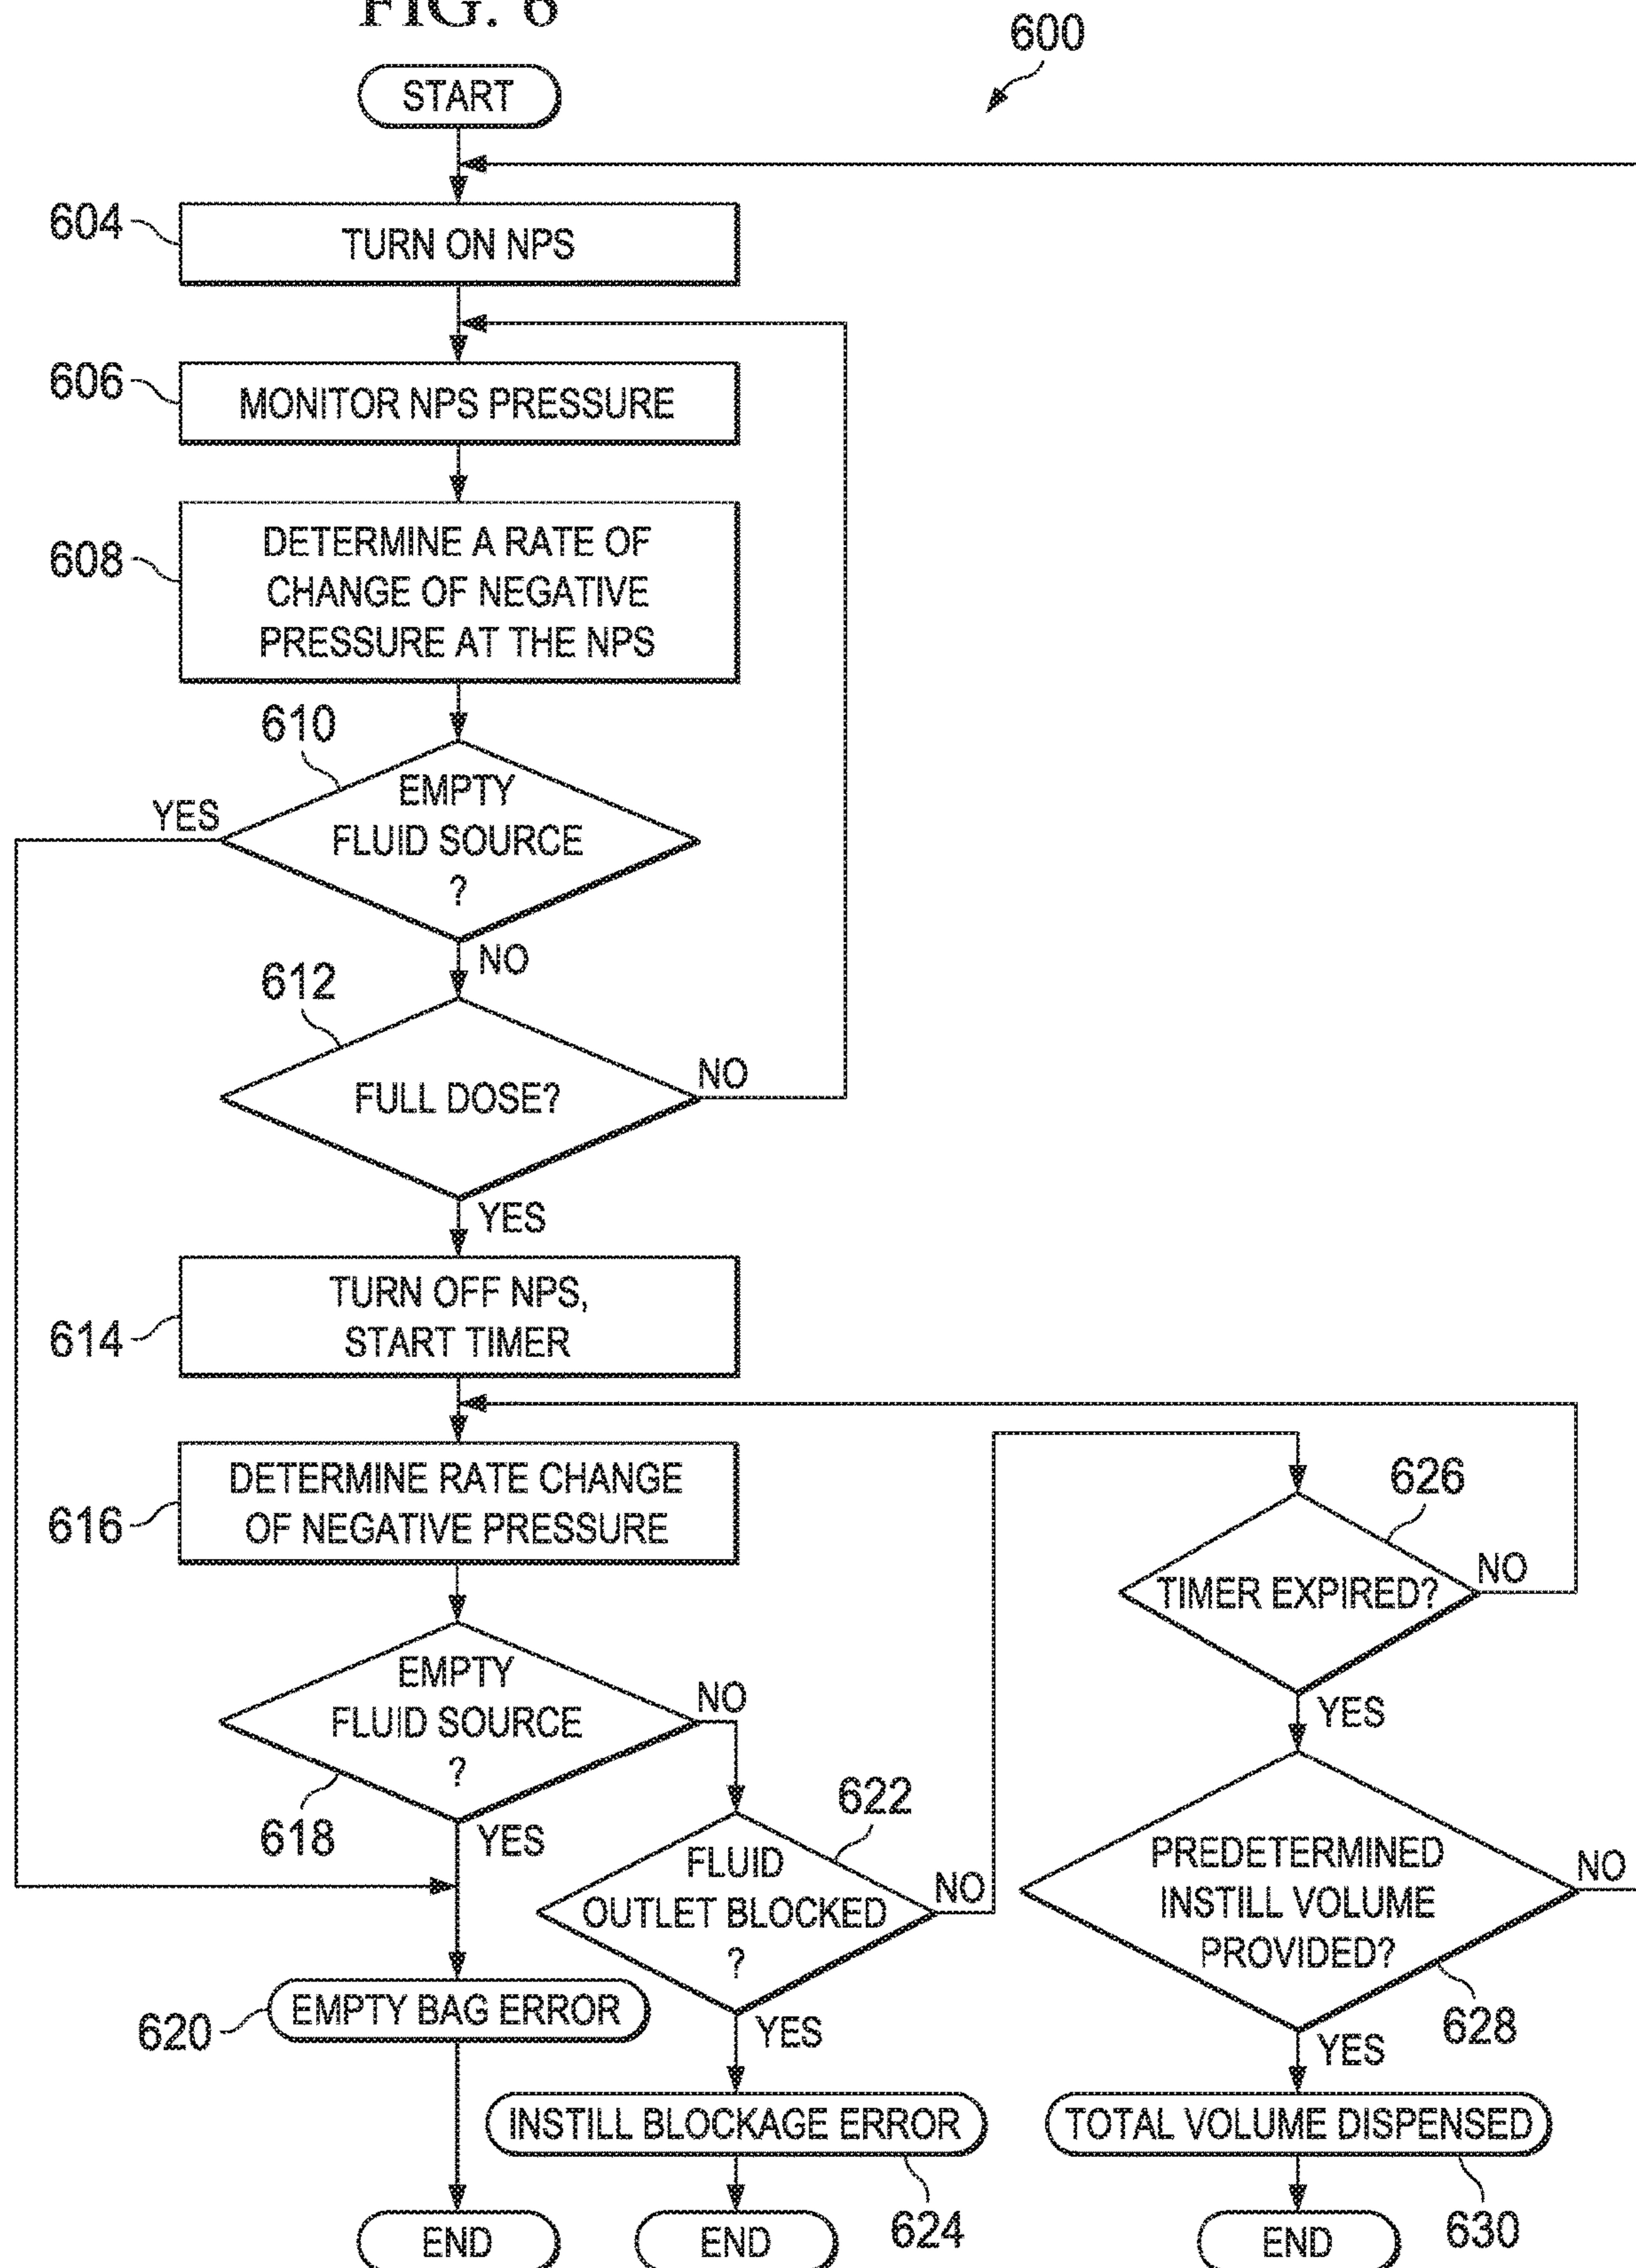 FIG. 6
600
START
604
TURN ON NPS
606
MONITOR NPS PRESSURE
608
DETERMINE A RATE OF
CHANGE OF NEGATIVE
PRESSURE AT THE NPS
610
EMPTY
FLUID SOURCE
?
YES
NO
612
FULL DOSE?
NO
YES
614
TURN OFF NPS,
START TIMER
616
DETERMINE RATE CHANGE
OF NEGATIVE PRESSURE
618
EMPTY
FLUID SOURCE
?
NO
YES
620
EMPTY BAG ERROR
END
622
FLUID
OUTLET BLOCKED
?
NO
YES
INSTILL BLOCKAGE ERROR
624
END
626
TIMER EXPIRED?
NO
YES
PREDETERMINED
INSTILL VOLUME
PROVIDED?
NO
628
YES
TOTAL VOLUME DISPENSED
630
END